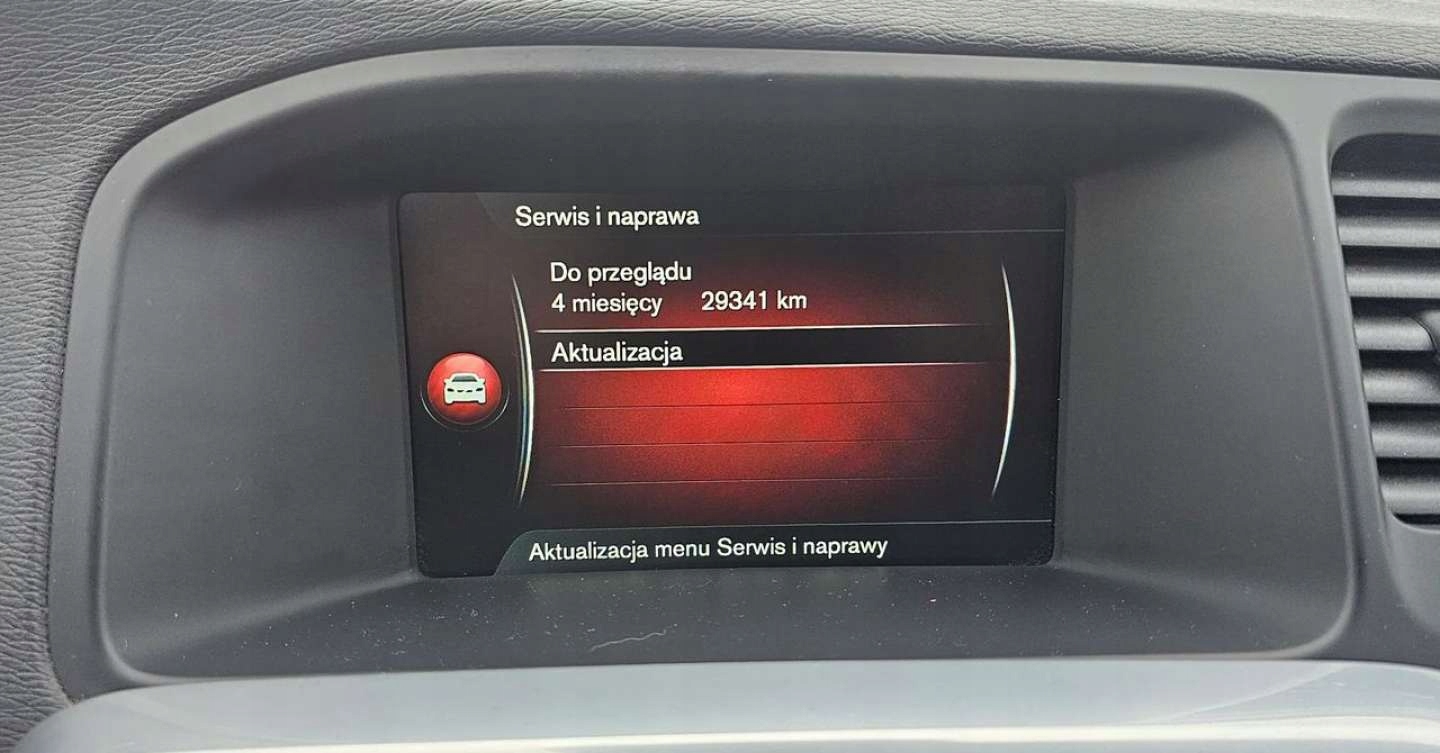 Serwis i naprawa
Do przeglądu
4 miesięcy 29341 km
Aktualizacja
Aktualizacja menu Serwis i naprawy